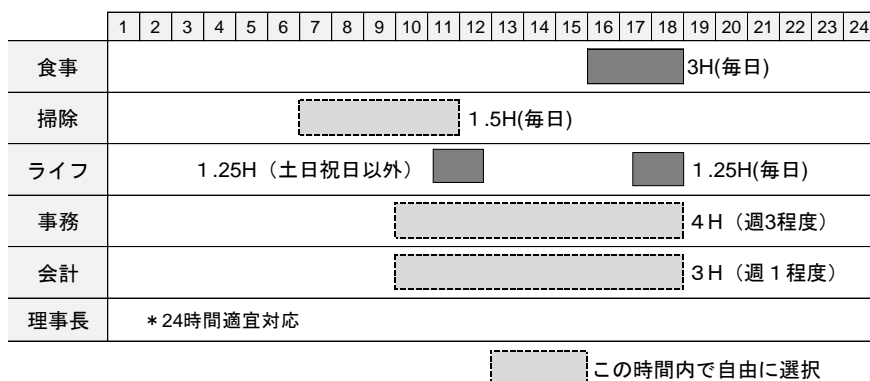 1 2 3 4 5 6 7 8 9 10 11 12 13 14 15 16 17 18 19 20 21 22 23 24
食事 3H(毎日)
掃除 1.5H(毎日)
ライフ 1.25H（土日祝日以外） 1.25H(毎日)
事務 4H（週3程度）
会計 3H（週1程度）
理事長 *24時間適宜対応
この時間内で自由に選択